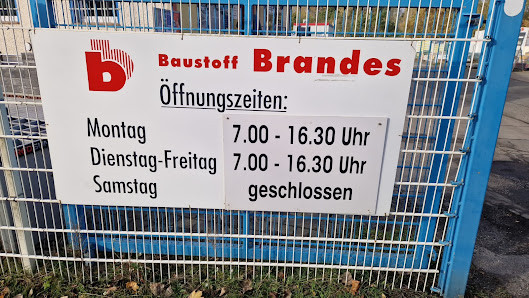 b Baustoff Brandes
Öffnungszeiten:
Montag 7.00 - 16.30 Uhr
Dienstag-Freitag 7.00 - 16.30 Uhr
Samstag geschlossen